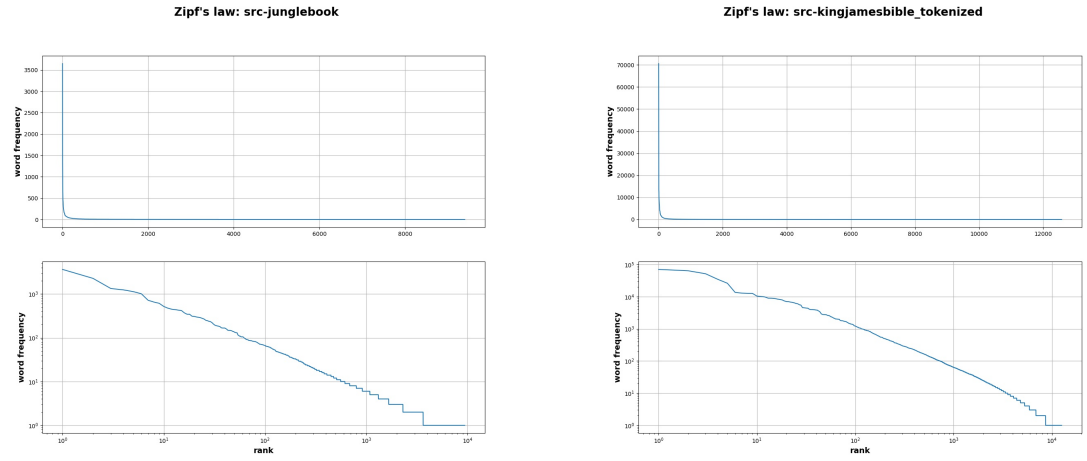 Zipf's law: src-junglebook
word frequency
3500
3000
2500
2000
1500
1000
500
0
0 2000 4000 6000 8000
word frequency
10³
10²
10¹
10⁰
10⁰ 10¹ 10² 10³ 10⁴
rank
Zipf's law: src-kingjamesbible_tokenized
word frequency
70000
60000
50000
40000
30000
20000
10000
0
0 2000 4000 6000 8000 10000 12000
word frequency
10⁵
10⁴
10³
10²
10¹
10⁰
10⁰ 10¹ 10² 10³ 10⁴
rank